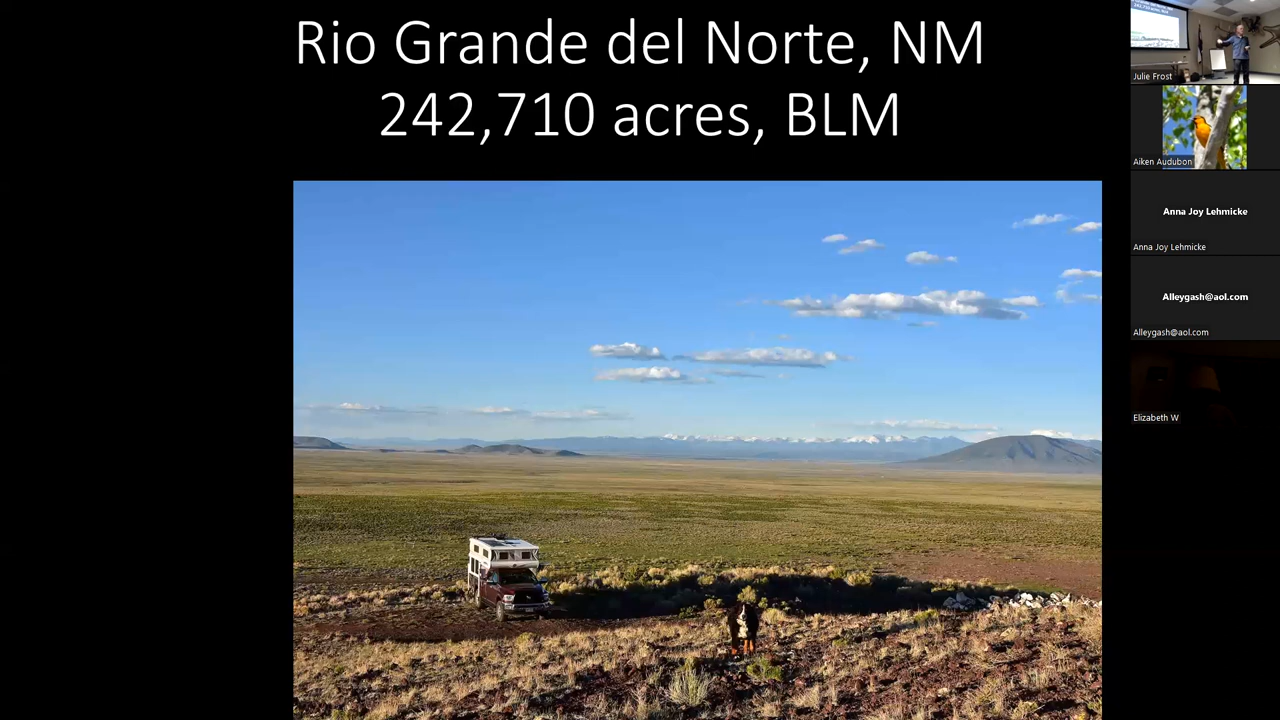 Rio Grande del Norte, NM
242,710 acres, BLM
Julie Frost
Aiken Audubon
Anna Joy Lehmicke
Anna Joy Lehmicke
Alleygash@aol.com
Alleygash@aol.com
Elizabeth W